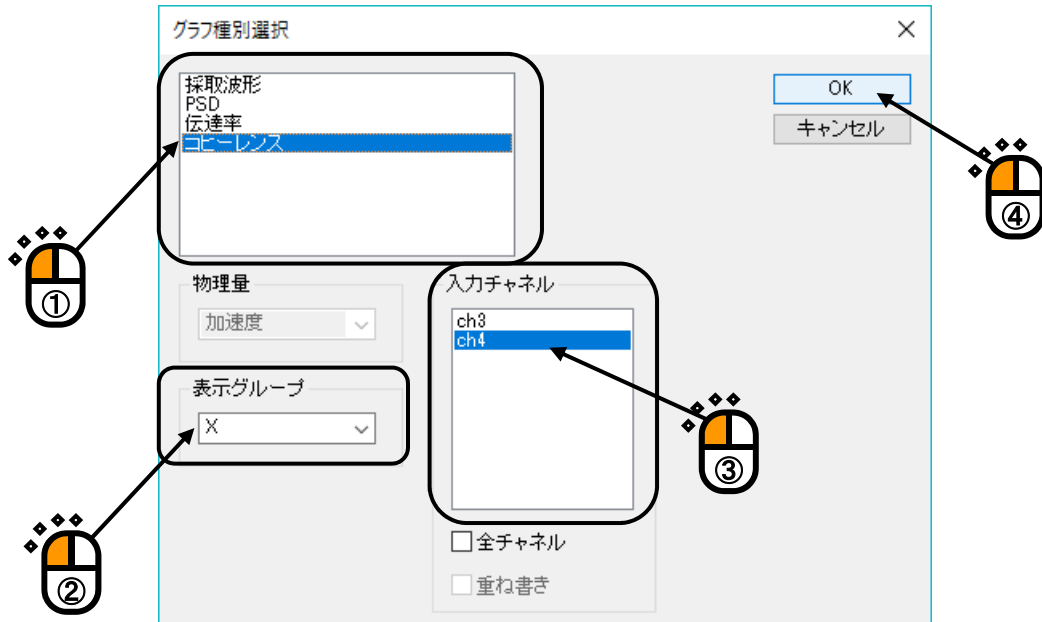 グラフ種別選択
採取波形
PSD
伝達率
コヒーレンス
OK
キャンセル
④
①
物理量
加速度
入力チャネル
ch3
ch4
表示グループ
X
③
②
全チャネル
重ね書き